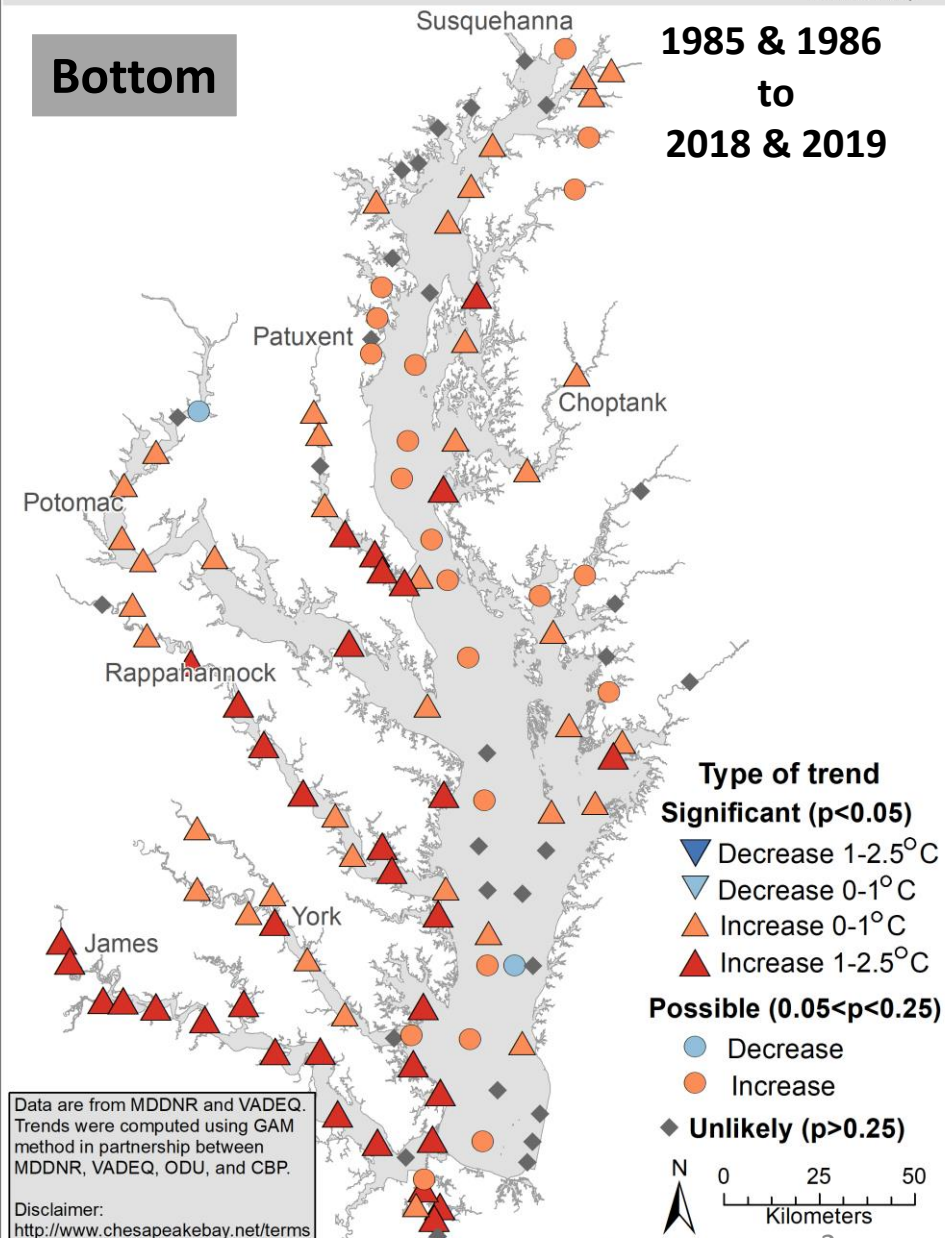 Susquehanna
Bottom
1985 & 1986
to
2018 & 2019
Patuxent
Choptank
Potomac
Rappahannock
York
James
Type of trend
Significant (p<0.05)
Decrease 1-2.5°C
Decrease 0-1°C
Increase 0-1°C
Increase 1-2.5°C
Possible (0.05<p<0.25)
Decrease
Increase
Unlikely (p>0.25)
N
0 25 50
Kilometers
Data are from MDDNR and VADEQ.
Trends were computed using GAM
method in partnership between
MDDNR, VADEQ, ODU, and CBP.
Disclaimer:
http://www.chesapeakebay.net/terms